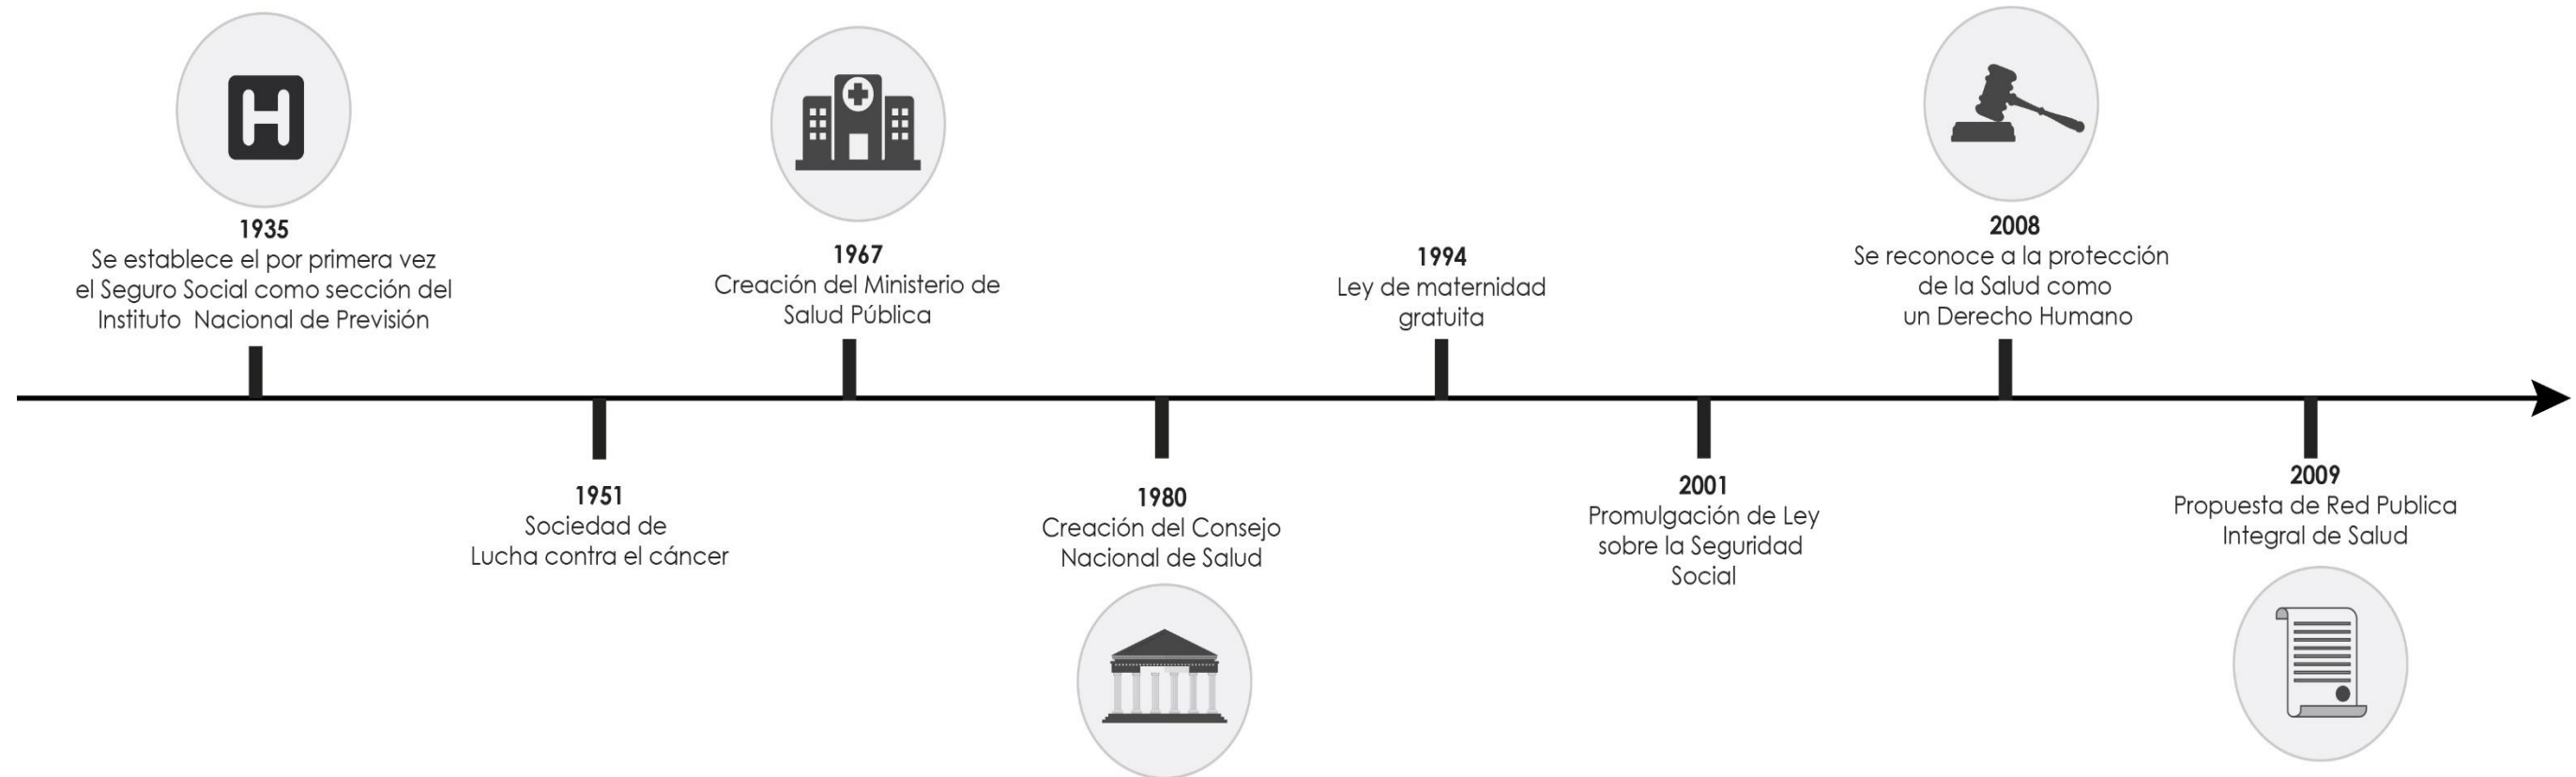 H
1935
Se establece el por primera vez
el Seguro Social como sección del
Instituto Nacional de Previsión
1951
Sociedad de
Lucha contra el cáncer
1967
Creación del Ministerio de
Salud Pública
1980
Creación del Consejo
Nacional de Salud
1994
Ley de maternidad
gratuita
2001
Promulgación de Ley
sobre la Seguridad
Social
2008
Se reconoce a la protección
de la Salud como
un Derecho Humano
2009
Propuesta de Red Publica
Integral de Salud